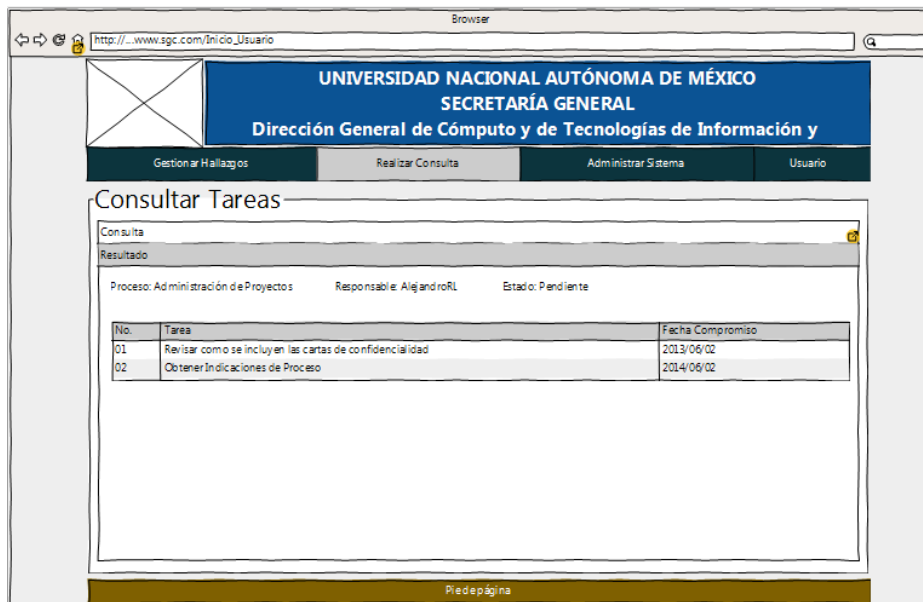 Browser
http://...www.sgc.com/Inicio_Usuario
UNIVERSIDAD NACIONAL AUTÓNOMA DE MÉXICO
SECRETARÍA GENERAL
Dirección General de Cómputo y de Tecnologías de Información y
Gestionar Hallazgos Realizar Consulta Administrar Sistema Usuario
Consultar Tareas
Consulta
Resultado
Proceso: Administración de Proyectos Responsable: AlejandroRL Estado: Pendiente
No. Tarea Fecha Compromiso
01 Revisar como se incluyen las cartas de confidencialidad 2013/06/02
02 Obtener Indicaciones de Proceso 2014/06/02
Pie de página